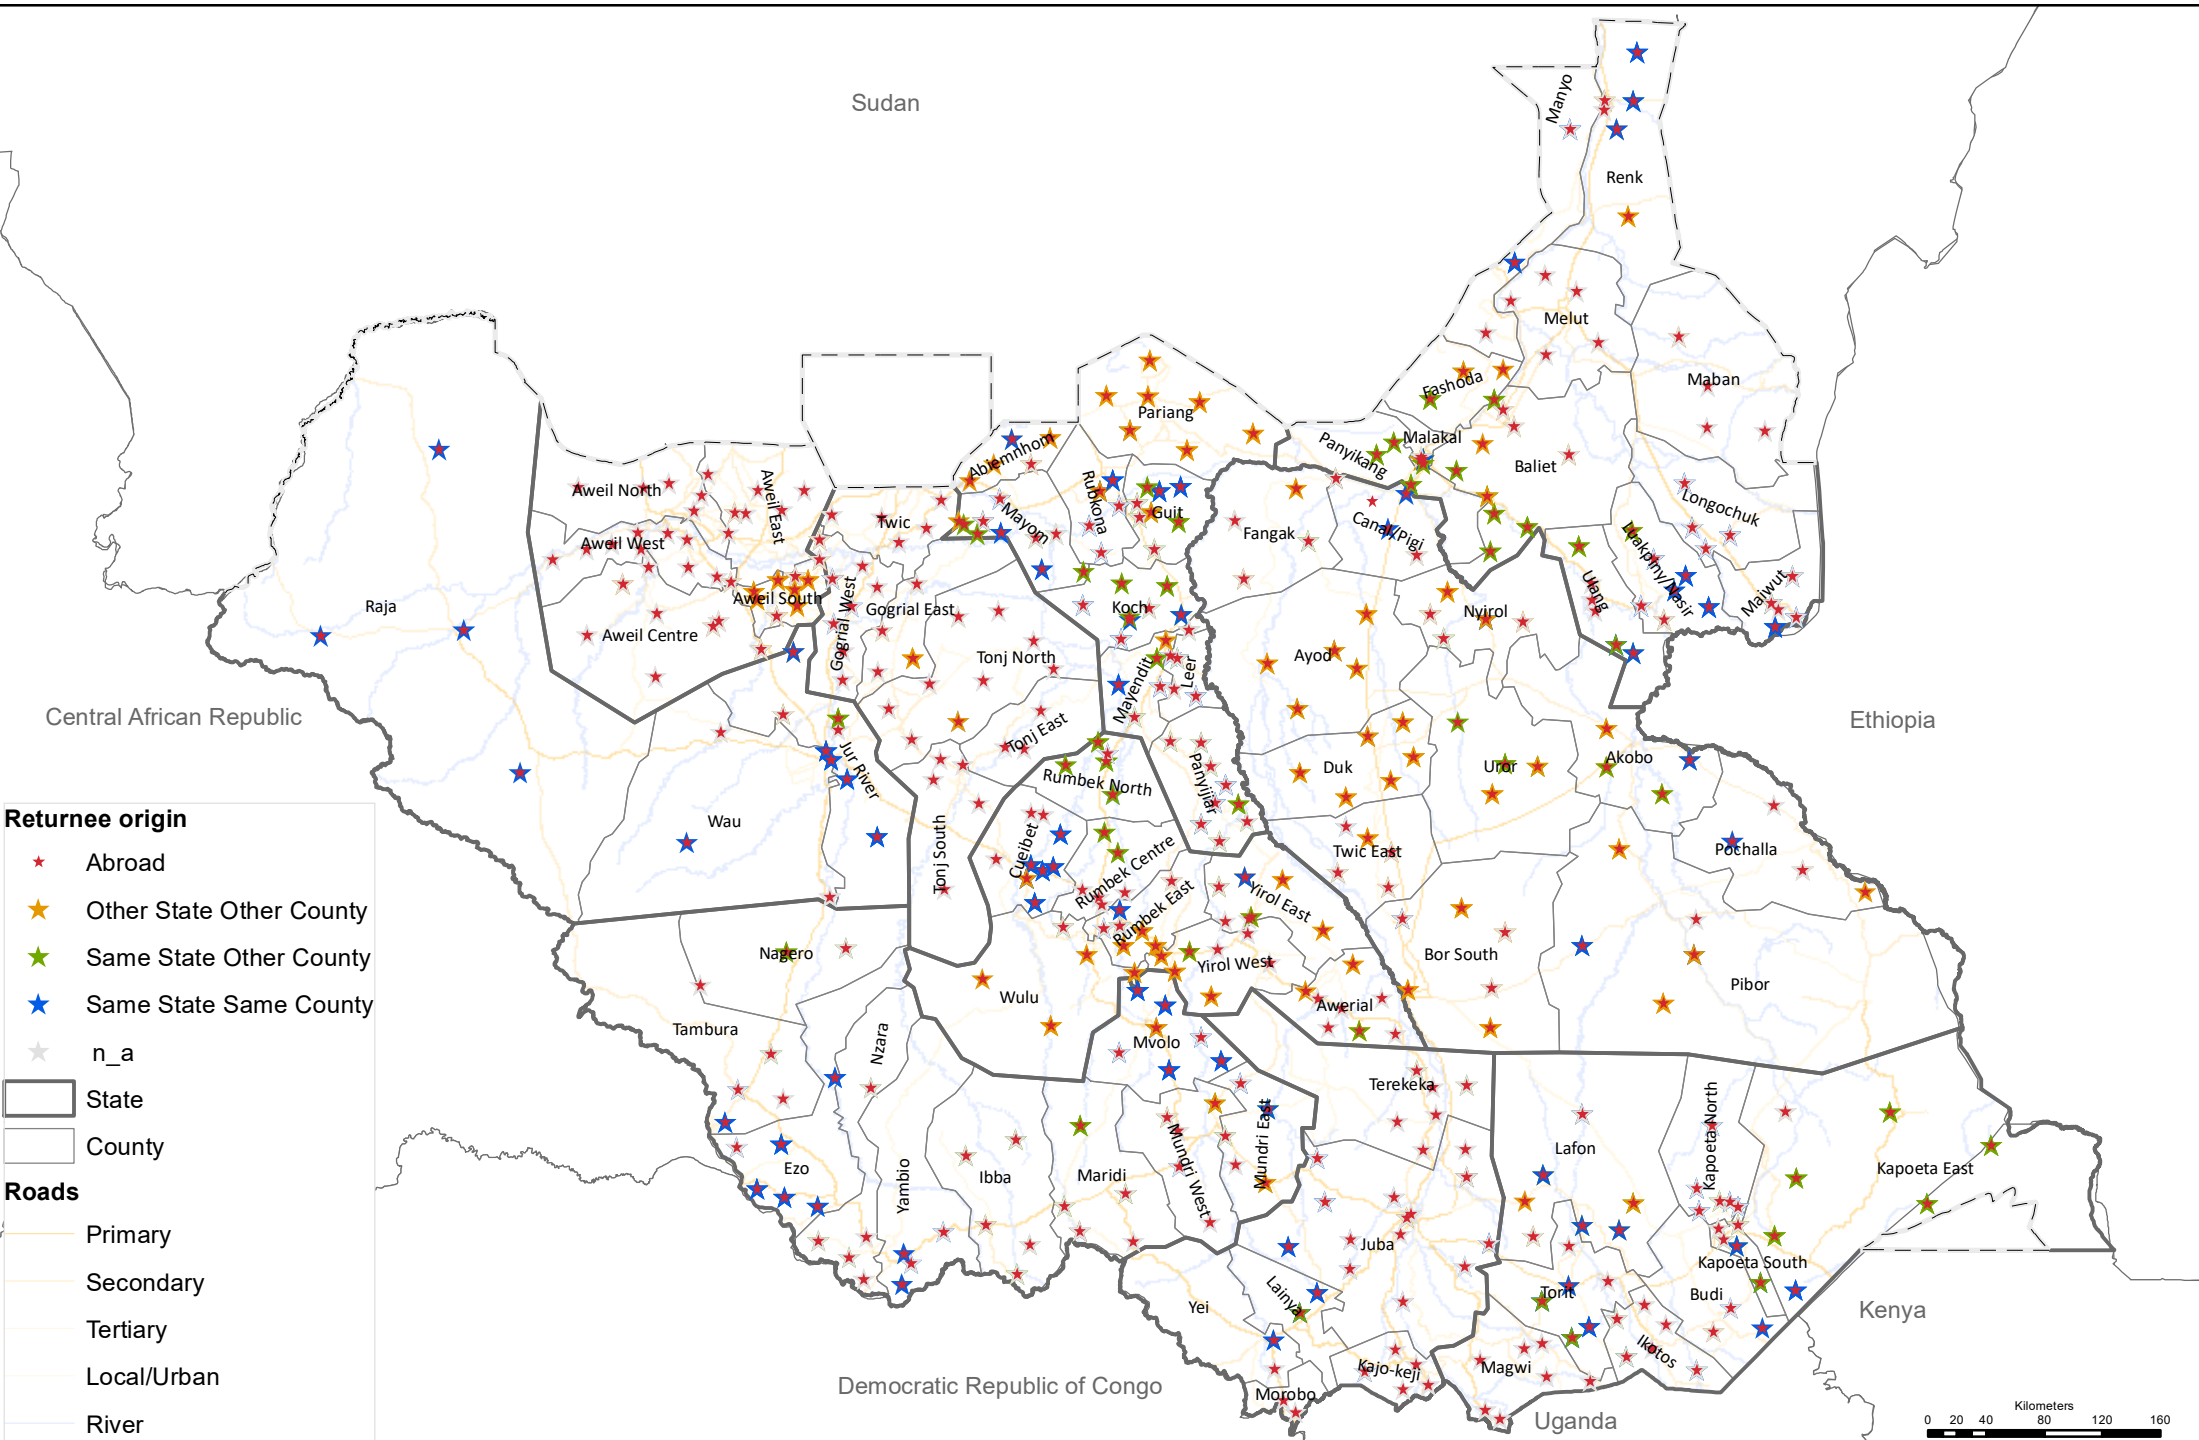 Sudan
Manyo
Renk
Melut
Maban
Fashoda
Pariang
Malakal
Panyikang
Abiemnhom
Baliet
Aweil North
Aweil East
Rubkona
Longochuk
Twic
Mayom
Guit
Fangak
Canal/Pigi
Aweil West
Luakpiny/Nasir
Ulang
Maiwut
Aweil South
Raja
Gogrial West
Gogrial East
Koch
Nyirol
Aweil Centre
Tonj North
Ayod
Leer
Mayendit
Central African Republic
Ethiopia
Tonj East
Jur River
Akobo
Uror
Duk
Rumbek North
Panyijiar
Wau
Tonj South
Cueibet
Twic East
Pochalla
Rumbek Centre
Rumbek East
Yirol East
Nagero
Yirol West
Bor South
Pibor
Wulu
Awerial
Tambura
Nzara
Mvolo
Terekeka
Mundri East
Kapoeta North
Lafon
Ezo
Yambio
Ibba
Maridi
Mundri West
Kapoeta East
Juba
Kapoeta South
Lainya
Torit
Budi
Yei
Kenya
Ikotos
Kajo-keji
Magwi
Democratic Republic of Congo
Morobo
Uganda
Returnee origin
Abroad
Other State Other County
Same State Other County
Same State Same County
n_a
State
County
Roads
Primary
Secondary
Tertiary
Local/Urban
River
Kilometers
0 20 40 80 120 160